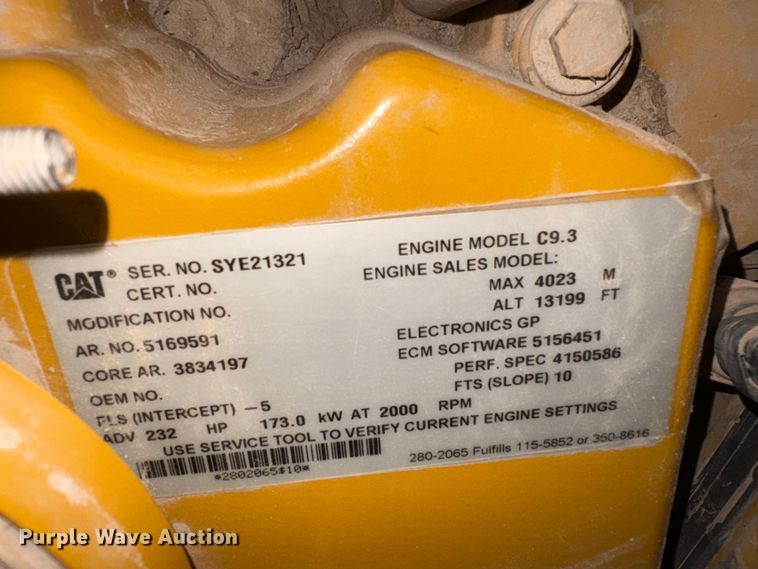 CAT® SER. NO. SYE21321 ENGINE MODEL C9.3
CERT. NO. ENGINE SALES MODEL:
MODIFICATION NO. MAX 4023 M
ALT 13199 FT
AR. NO. 5169591 ELECTRONICS GP
CORE AR. 3834197 ECM SOFTWARE 5156451
OEM NO. PERF. SPEC 4150586
FLS (INTERCEPT) -5 FTS (SLOPE) 10
ADV 232 HP 173.0 kW AT 2000 RPM
USE SERVICE TOOL TO VERIFY CURRENT ENGINE SETTINGS
*2802065$10* 280-2065 Fulfills 115-5852 or 350-8616
Purple Wave Auction